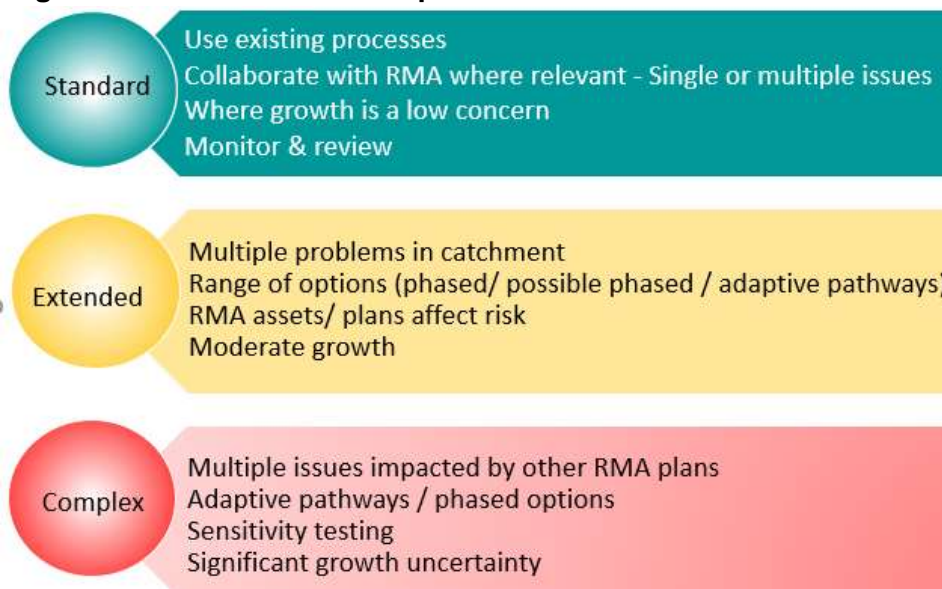 Standard
Use existing processes
Collaborate with RMA where relevant - Single or multiple issues
Where growth is a low concern
Monitor & review
Extended
Multiple problems in catchment
Range of options (phased/ possible phased / adaptive pathways)
RMA assets/ plans affect risk
Moderate growth
Complex
Multiple issues impacted by other RMA plans
Adaptive pathways / phased options
Sensitivity testing
Significant growth uncertainty